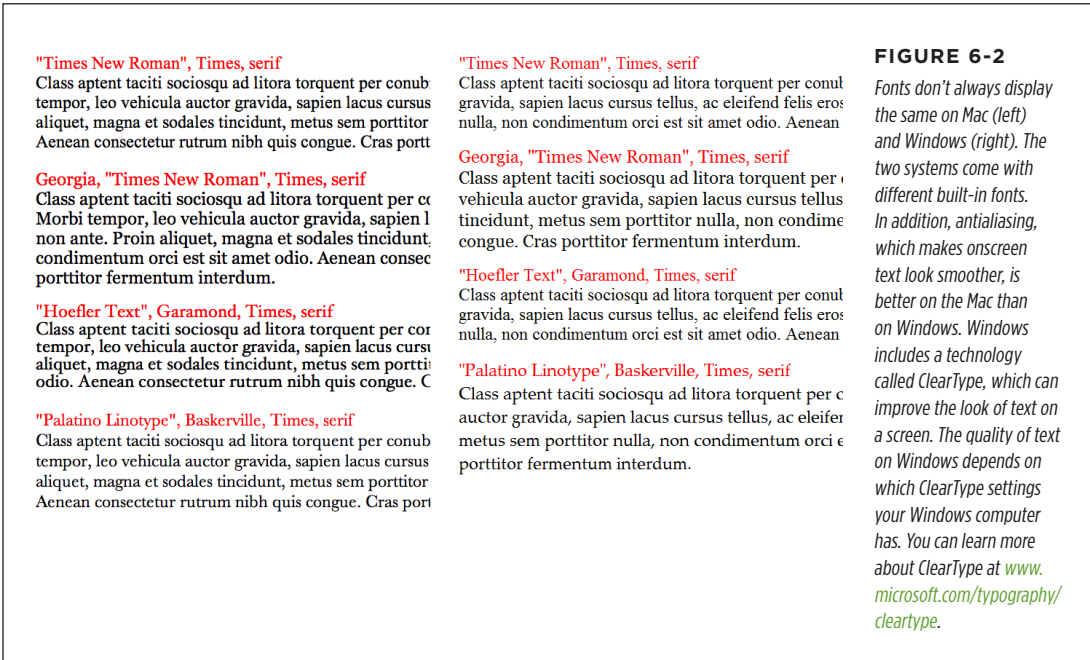 "Times New Roman", Times, serif
Class aptent taciti sociosqu ad litora torquent per conub
tempor, leo vehicula auctor gravida, sapien lacus cursus
aliquet, magna et sodales tincidunt, metus sem porttitor
Aenean consectetur rutrum nibh quis congue. Cras portt
Georgia, "Times New Roman", Times, serif
Class aptent taciti sociosqu ad litora torquent per co
Morbi tempor, leo vehicula auctor gravida, sapien l
non ante. Proin aliquet, magna et sodales tincidunt,
condimentum orci est sit amet odio. Aenean consec
porttitor fermentum interdum.
"Hoefler Text", Garamond, Times, serif
Class aptent taciti sociosqu ad litora torquent per cor
tempor, leo vehicula auctor gravida, sapien lacus cursu
aliquet, magna et sodales tincidunt, metus sem porttit
odio. Aenean consectetur rutrum nibh quis congue. C
"Palatino Linotype", Baskerville, Times, serif
Class aptent taciti sociosqu ad litora torquent per conub
tempor, leo vehicula auctor gravida, sapien lacus cursus
aliquet, magna et sodales tincidunt, metus sem porttitor
Aenean consectetur rutrum nibh quis congue. Cras port
"Times New Roman", Times, serif
Class aptent taciti sociosqu ad litora torquent per conub
gravida, sapien lacus cursus tellus, ac eleifend felis eros
nulla, non condimentum orci est sit amet odio. Aenean
Georgia, "Times New Roman", Times, serif
Class aptent taciti sociosqu ad litora torquent per
vehicula auctor gravida, sapien lacus cursus tellus
tincidunt, metus sem porttitor nulla, non condime
congue. Cras porttitor fermentum interdum.
"Hoefler Text", Garamond, Times, serif
Class aptent taciti sociosqu ad litora torquent per conub
gravida, sapien lacus cursus tellus, ac eleifend felis eros
nulla, non condimentum orci est sit amet odio. Aenean
"Palatino Linotype", Baskerville, Times, serif
Class aptent taciti sociosqu ad litora torquent per c
auctor gravida, sapien lacus cursus tellus, ac eleifer
metus sem porttitor nulla, non condimentum orci e
porttitor fermentum interdum.
FIGURE 6-2
Fonts don't always display
the same on Mac (left)
and Windows (right). The
two systems come with
different built-in fonts.
In addition, antialiasing,
which makes onscreen
text look smoother, is
better on the Mac than
on Windows. Windows
includes a technology
called ClearType, which can
improve the look of text on
a screen. The quality of text
on Windows depends on
which ClearType settings
your Windows computer
has. You can learn more
about ClearType at www.
microsoft.com/typography/
cleartype.